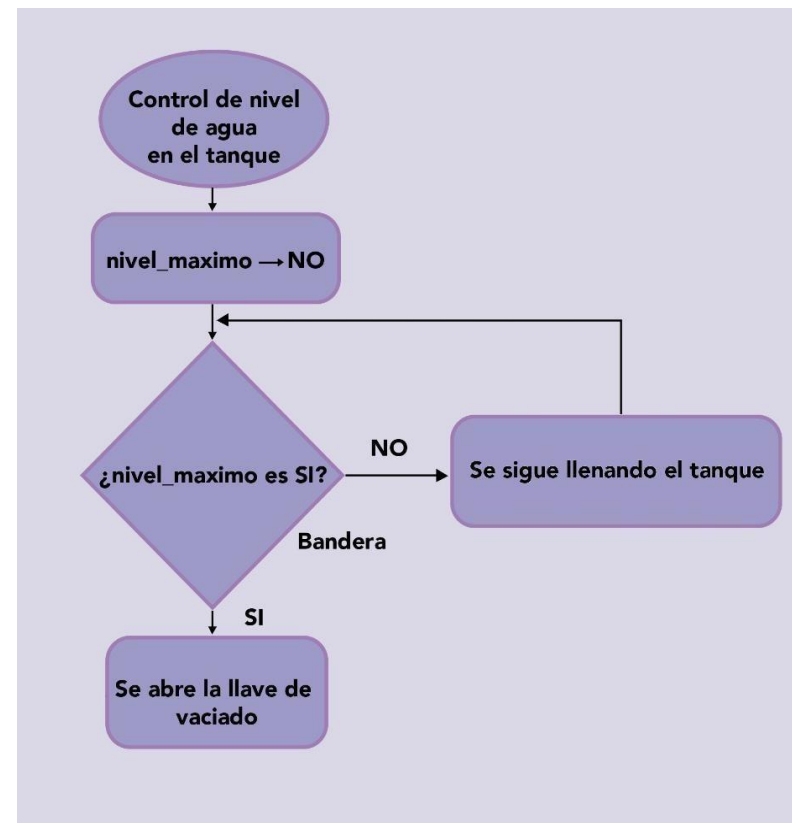 Control de nivel
de agua
en el tanque
nivel_maximo → NO
¿nivel_maximo es SI?
NO
Se sigue llenando el tanque
Bandera
SI
Se abre la llave de
vaciado